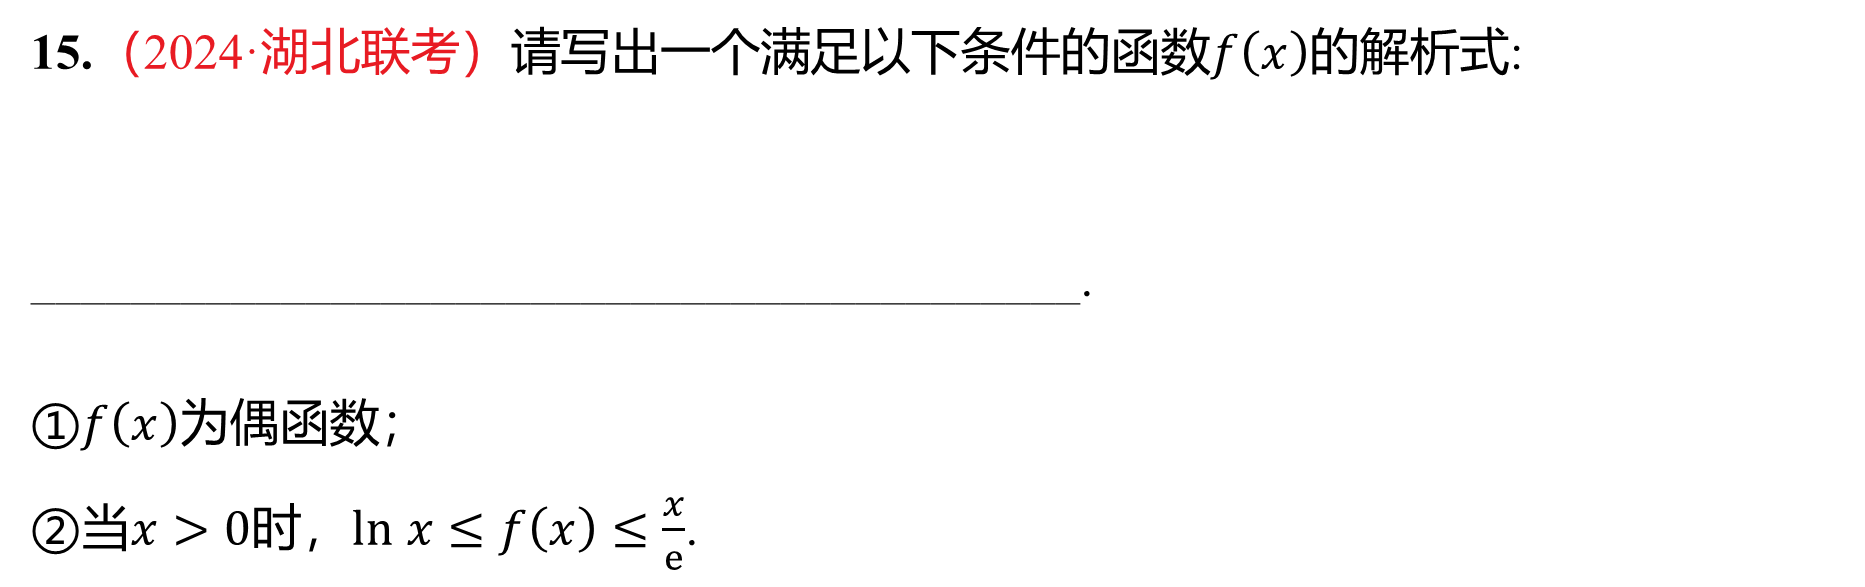 15.（2024·湖北联考）请写出一个满足以下条件的函数f(x)的解析式:
__________________________________________.
①f(x)为偶函数;
②当x > 0时，ln x ≤ f(x) ≤ x/e.